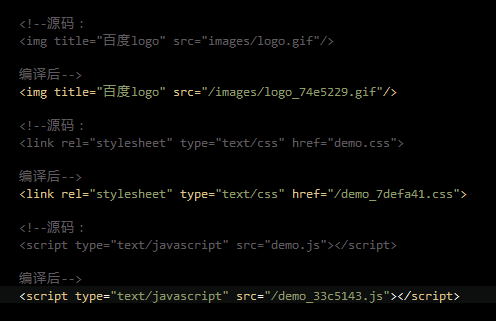 <!--源码：
<img title="百度logo" src="images/logo.gif"/>
编译后-->
<img title="百度logo" src="/images/logo_74e5229.gif"/>
<!--源码：
<link rel="stylesheet" type="text/css" href="demo.css">
编译后-->
<link rel="stylesheet" type="text/css" href="/demo_7defa41.css">
<!--源码：
<script type="text/javascript" src="demo.js"></script>
编译后-->
<script type="text/javascript" src="/demo_33c5143.js"></script>